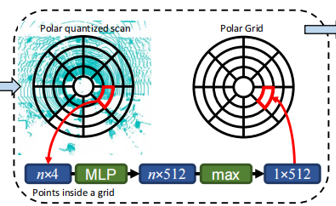 Polar quantized scan
Polar Grid
n×4
MLP
n×512
max
1×512
Points inside a grid